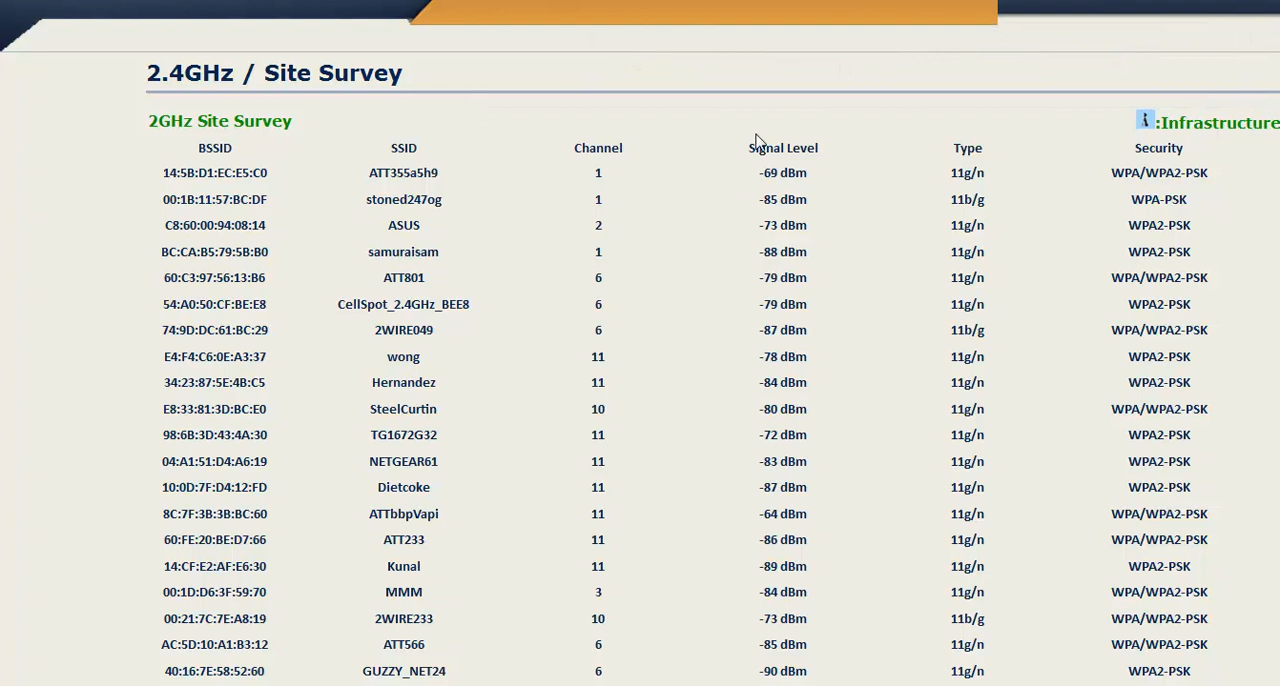 2.4GHz / Site Survey
2GHz Site Survey :Infrastructure
BSSID SSID Channel Signal Level Type Security
14:5B:D1:EC:E5:C0 ATT355a5h9 1 -69 dBm 11g/n WPA/WPA2-PSK
00:1B:11:57:BC:DF stoned247og 1 -85 dBm 11b/g WPA-PSK
C8:60:00:94:08:14 ASUS 2 -73 dBm 11g/n WPA2-PSK
BC:CA:B5:79:5B:B0 samuraisam 1 -88 dBm 11g/n WPA2-PSK
60:C3:97:56:13:B6 ATT801 6 -79 dBm 11g/n WPA/WPA2-PSK
54:A0:50:CF:BE:E8 CellSpot_2.4GHz_BEE8 6 -79 dBm 11g/n WPA2-PSK
74:9D:DC:61:BC:29 2WIRE049 6 -87 dBm 11b/g WPA/WPA2-PSK
E4:F4:C6:0E:A3:37 wong 11 -78 dBm 11g/n WPA2-PSK
34:23:87:5E:4B:C5 Hernandez 11 -84 dBm 11g/n WPA2-PSK
E8:33:81:3D:BC:E0 SteelCurtin 10 -80 dBm 11g/n WPA/WPA2-PSK
98:6B:3D:43:4A:30 TG1672G32 11 -72 dBm 11g/n WPA2-PSK
04:A1:51:D4:A6:19 NETGEAR61 11 -83 dBm 11g/n WPA2-PSK
10:0D:7F:D4:12:FD Dietcoke 11 -87 dBm 11g/n WPA2-PSK
8C:7F:3B:3B:BC:60 ATTbbpVapi 11 -64 dBm 11g/n WPA/WPA2-PSK
60:FE:20:BE:D7:66 ATT233 11 -86 dBm 11g/n WPA/WPA2-PSK
14:CF:E2:AF:E6:30 Kunal 11 -89 dBm 11g/n WPA2-PSK
00:1D:D6:3F:59:70 MMM 3 -84 dBm 11g/n WPA/WPA2-PSK
00:21:7C:7E:A8:19 2WIRE233 10 -73 dBm 11b/g WPA/WPA2-PSK
AC:5D:10:A1:B3:12 ATT566 6 -85 dBm 11g/n WPA/WPA2-PSK
40:16:7E:58:52:60 GUZZY_NET24 6 -90 dBm 11g/n WPA2-PSK